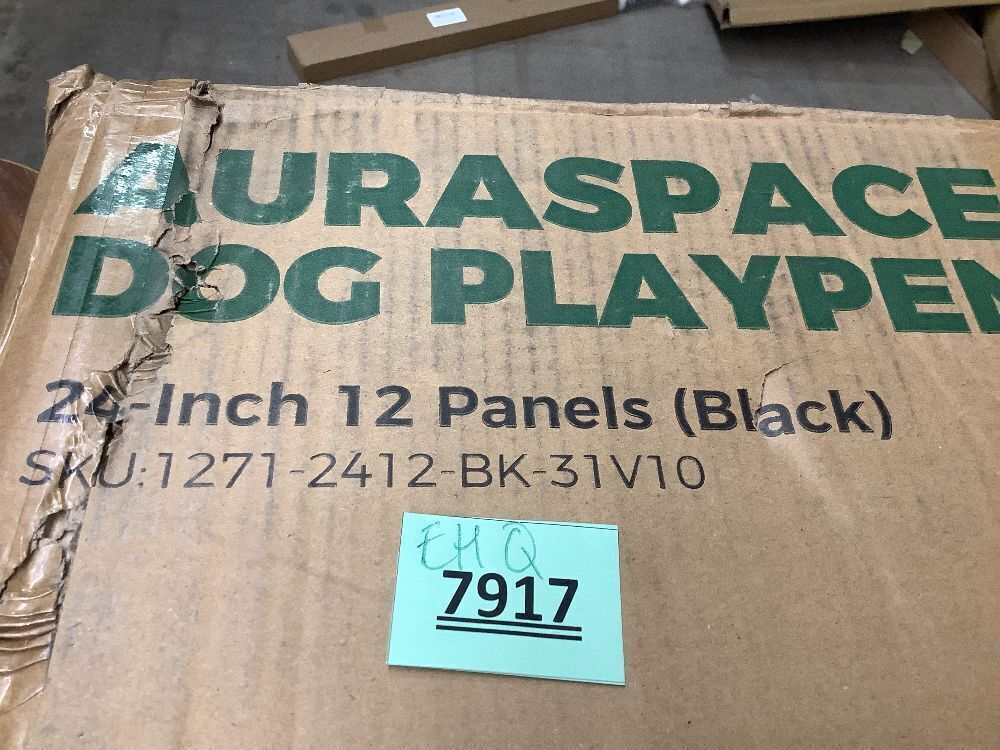 AURASPACE
DOG PLAYPEN
24-Inch 12 Panels (Black)
SKU:1271-2412-BK-31V10
EHQ
7917